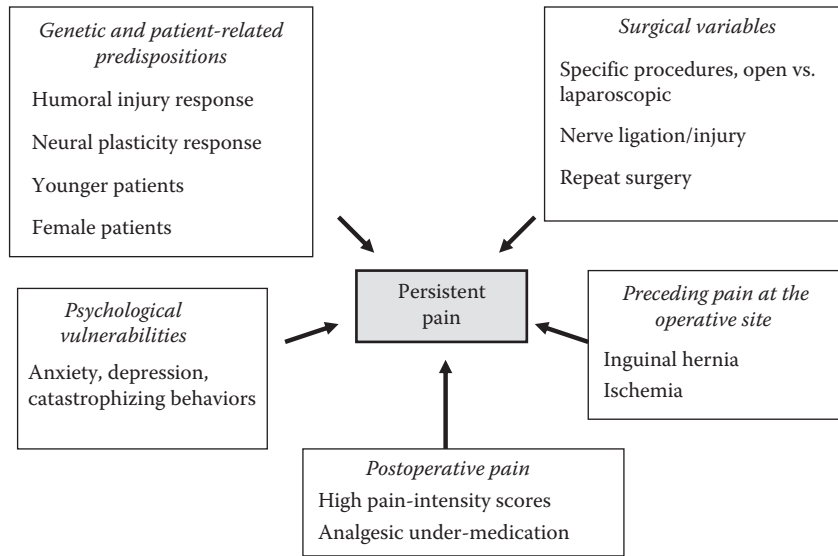 Genetic and patient-related
predispositions
Humoral injury response
Neural plasticity response
Younger patients
Female patients
Surgical variables
Specific procedures, open vs.
laparoscopic
Nerve ligation/injury
Repeat surgery
Persistent
pain
Psychological
vulnerabilities
Anxiety, depression,
catastrophizing behaviors
Preceding pain at the
operative site
Inguinal hernia
Ischemia
Postoperative pain
High pain-intensity scores
Analgesic under-medication